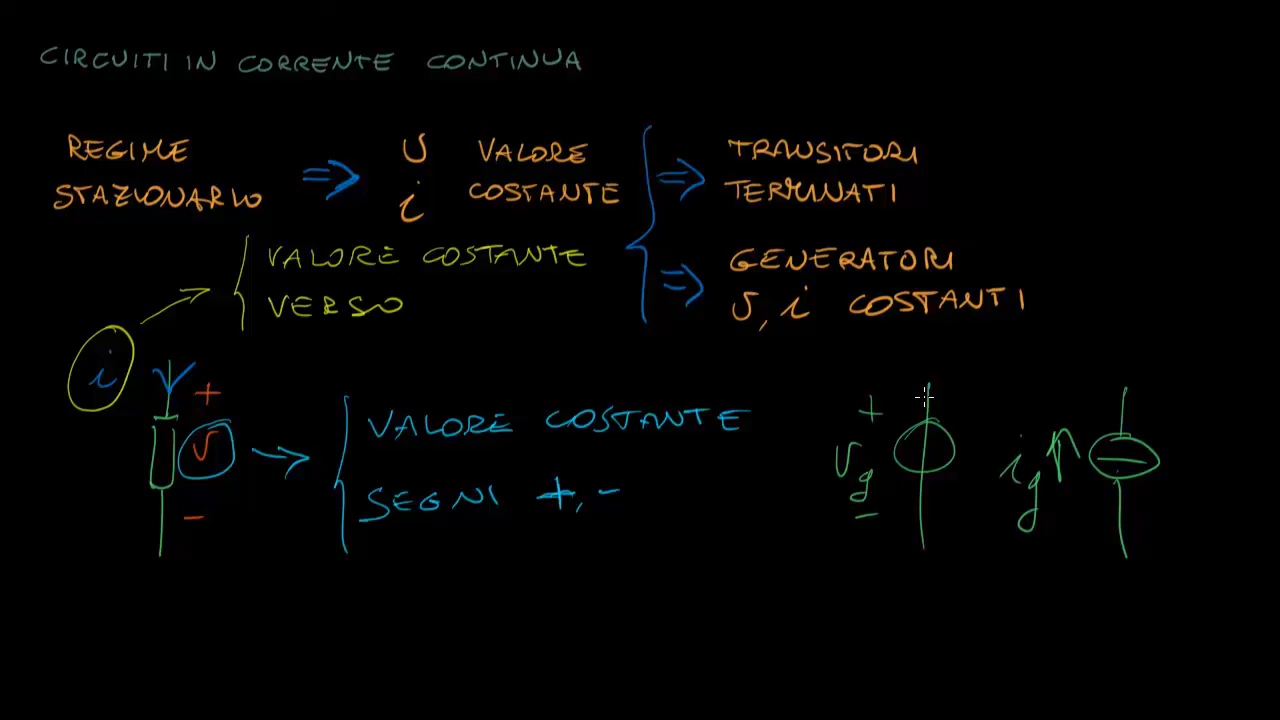 CIRCUITI IN CORRENTE CONTINUA
REGIME STAZIONARIO ⇒ v i VALORE COSTANTE
⇒ TRANSITORI TERMINATI
⇒ GENERATORI v, i COSTANTI
VALORE COSTANTE
VERSO
i
+
v
-
VALORE COSTANTE
SEGNI +, -
+
vg
-
ig